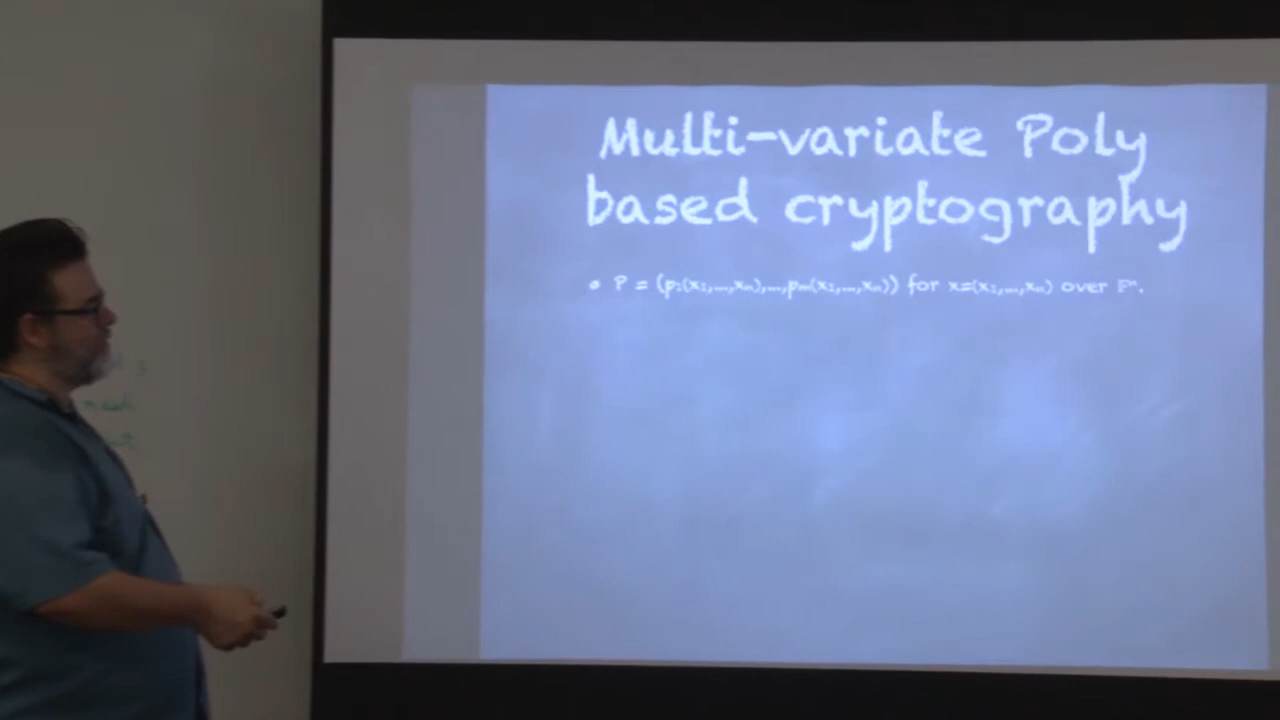 Multi-variate Poly
based cryptography
• P = (p₁(x₁,...,xₙ),...,pₘ(x₁,...,xₙ)) for x=(x₁,...,xₙ) over 𝔽ⁿ.